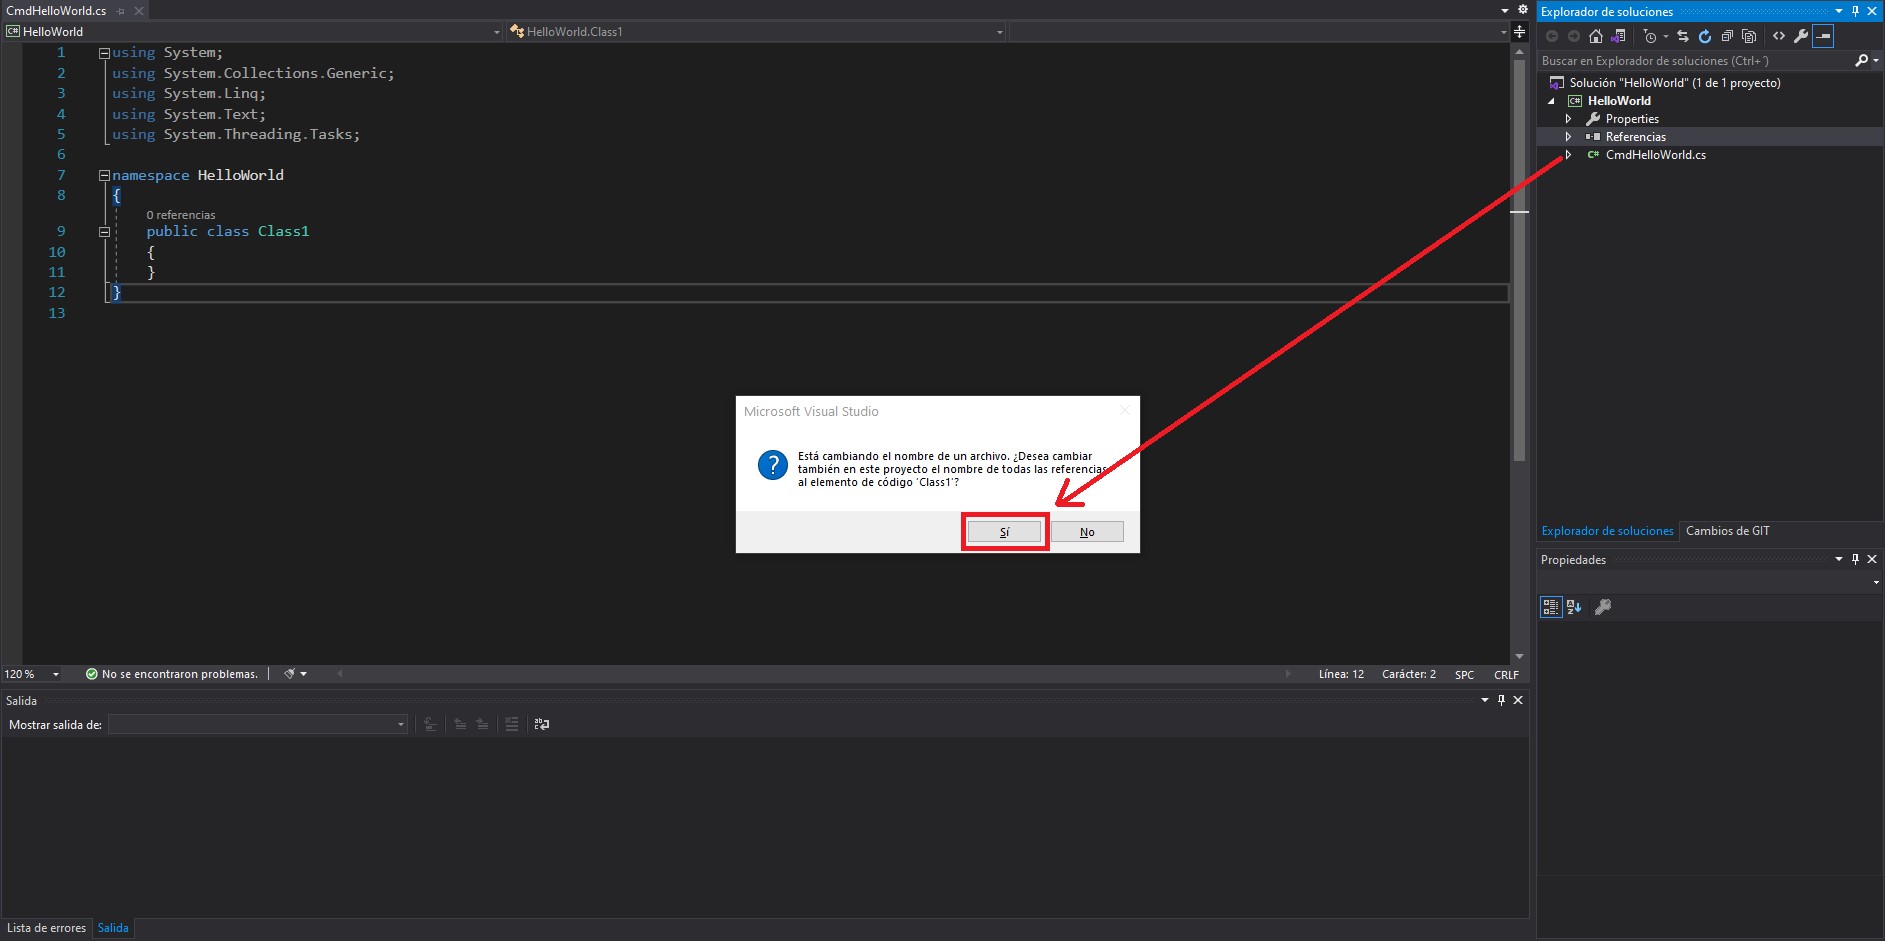 CmdHelloWorld.cs
C# HelloWorld
HelloWorld.Class1
1 using System;
2 using System.Collections.Generic;
3 using System.Linq;
4 using System.Text;
5 using System.Threading.Tasks;
6
7 namespace HelloWorld
8 {
0 referencias
9 public class Class1
10 {
11 }
12 }
13
Microsoft Visual Studio
Está cambiando el nombre de un archivo. ¿Desea cambiar
también en este proyecto el nombre de todas las referencias
al elemento de código 'Class1'?
Sí
No
120 %
No se encontraron problemas.
Línea: 12
Carácter: 2
SPC
CRLF
Salida
Mostrar salida de:
Lista de errores
Salida
Explorador de soluciones
Buscar en Explorador de soluciones (Ctrl+´)
Solución "HelloWorld" (1 de 1 proyecto)
C# HelloWorld
Properties
Referencias
C# CmdHelloWorld.cs
Explorador de soluciones
Cambios de GIT
Propiedades